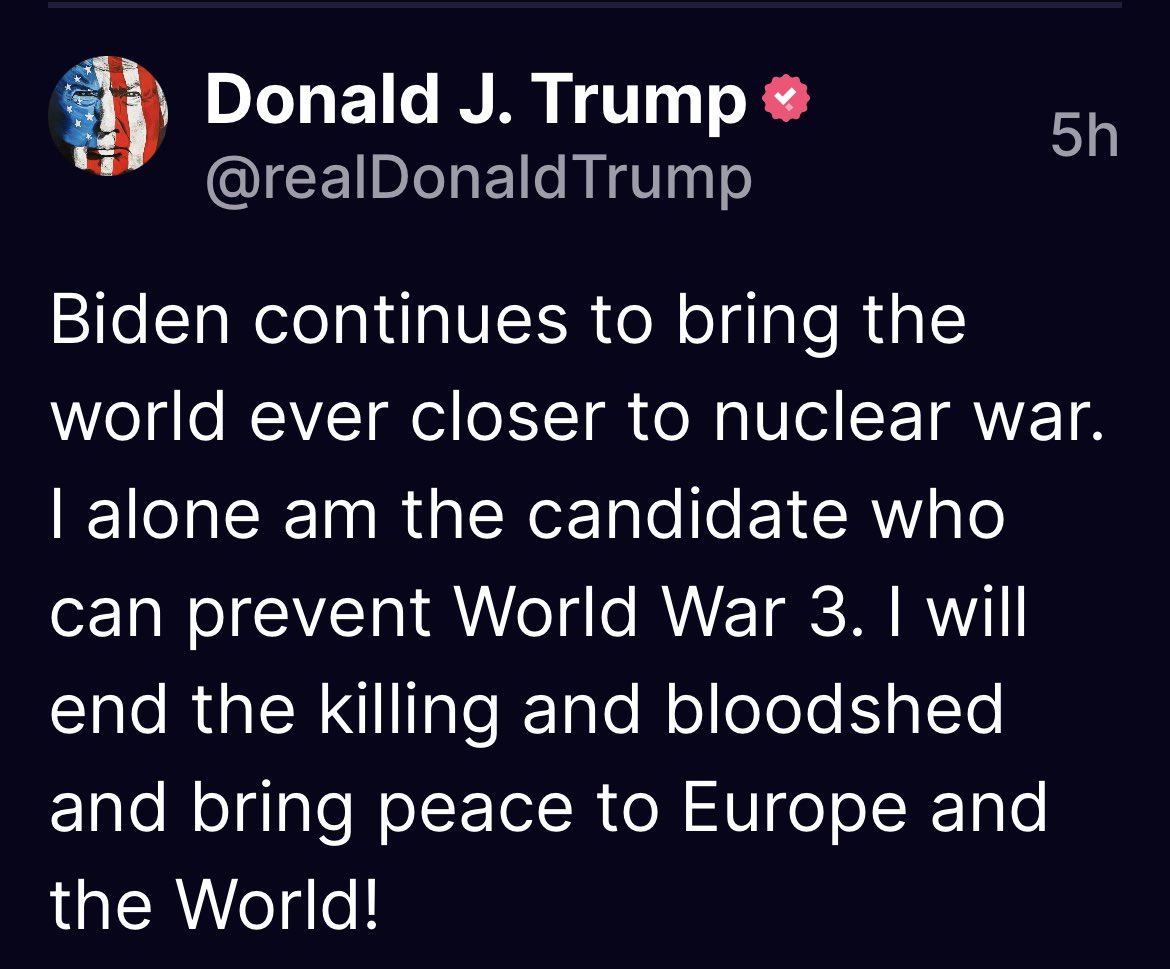 Donald J. Trump
5h
@realDonaldTrump
Biden continues to bring the
world ever closer to nuclear war.
I alone am the candidate who
can prevent World War 3. I will
end the killing and bloodshed
and bring peace to Europe and
the World!